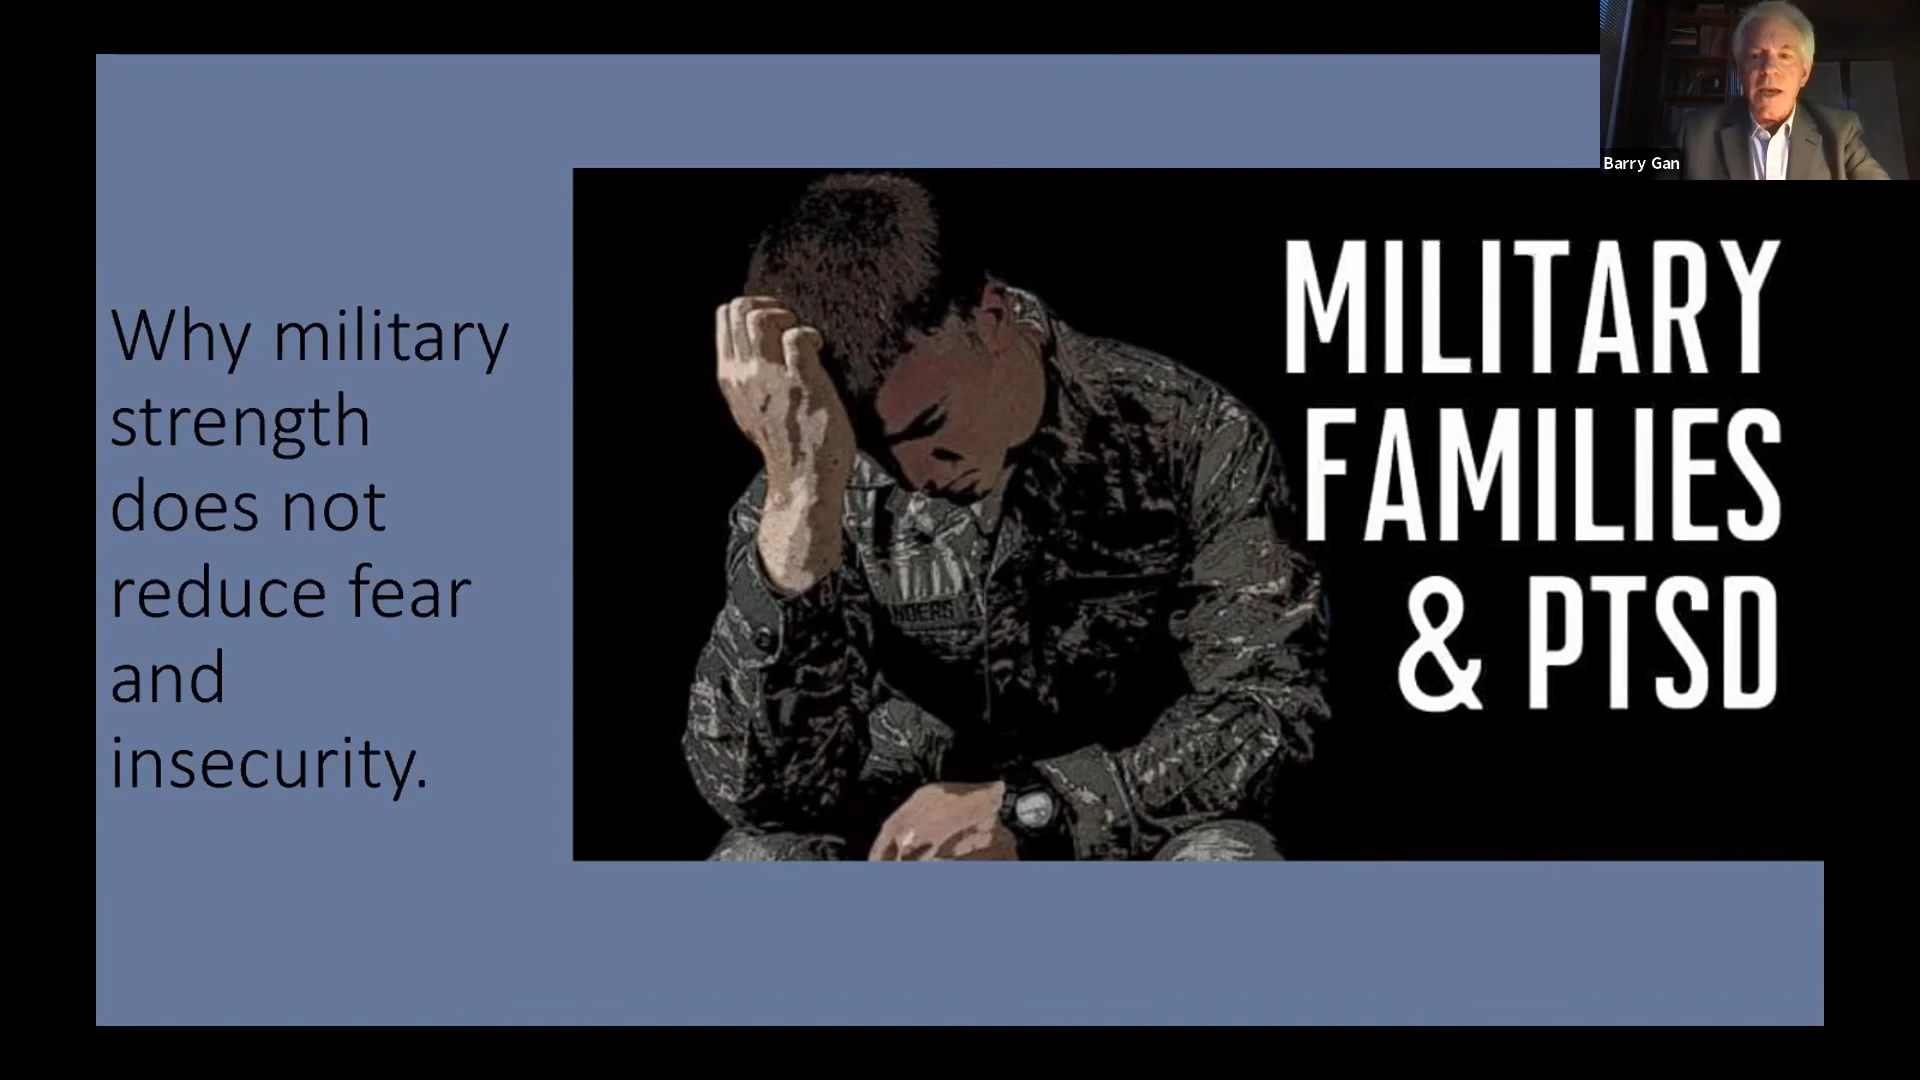 Why military
strength
does not
reduce fear
and
insecurity.
MILITARY
FAMILIES
& PTSD
Barry Gan